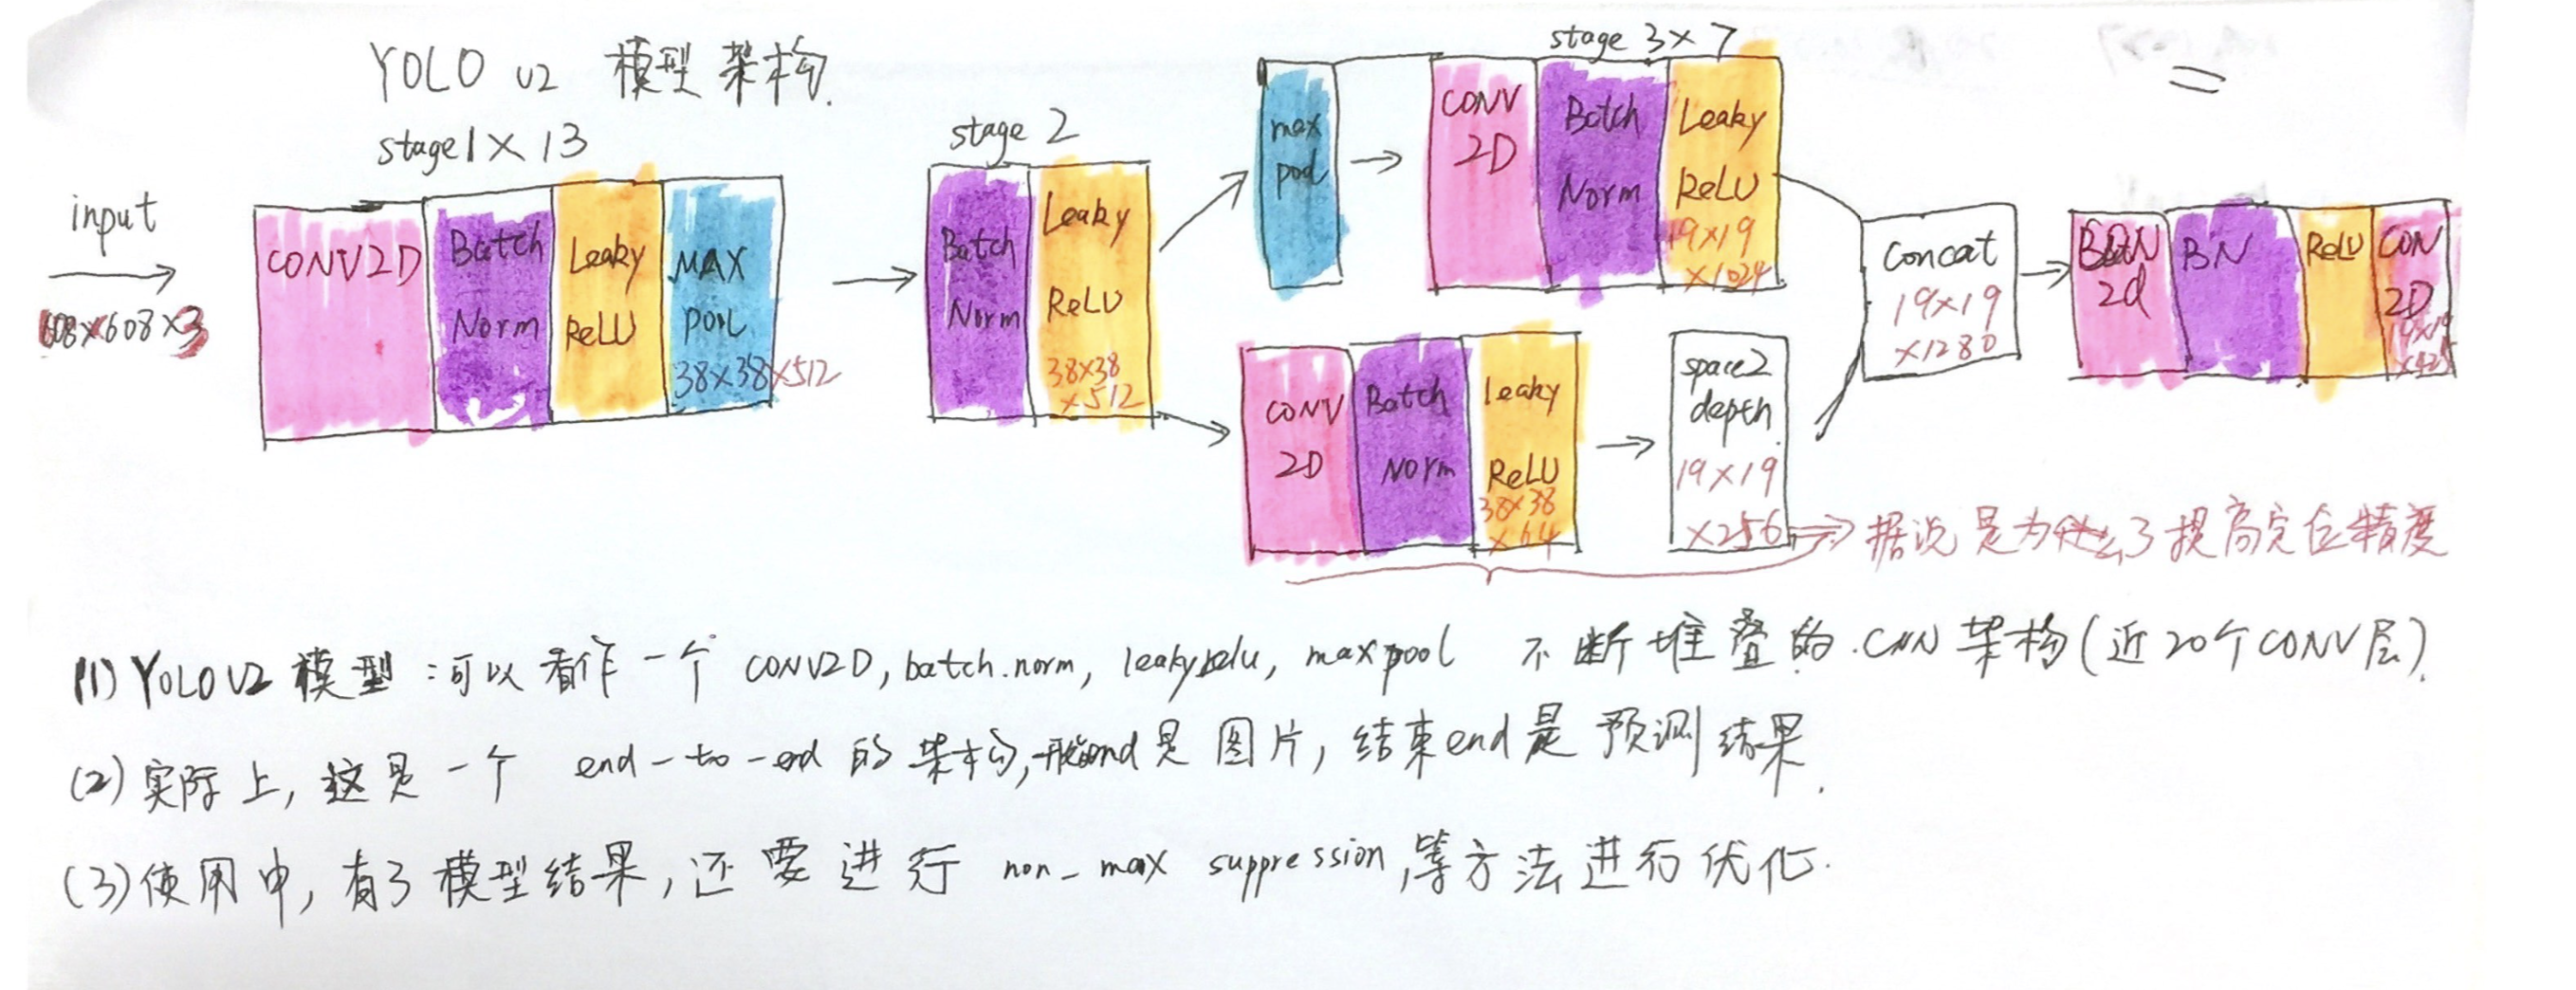 YOLO v2 模型架构.
stage1 × 13
input
608×608×3
CONV2D
Batch Norm
Leaky ReLU
MAX POOL
38×38×512
stage 2
Batch Norm
Leaky ReLU
38×38 ×512
max pool
stage 3×7
CONV 2D
Batch Norm
Leaky ReLU
19×19 ×1024
CONV 2D
Batch Norm
leaky ReLU
38×38 ×64
space2 depth
19×19 ×256
concat
19×19 ×1280
2d
BN
ReLU
CON 2D
19×19 ×425
据说是为了提高定位精度
(1) YOLO V2 模型:可以看作一个 CONV2D, batch.norm, leakyrelu, maxpool 不断堆叠的.CNN架构(近20个CONV层).
(2) 实际上,这是一个 end-to-end 的架构,开始end是图片,结束end是预测结果.
(3) 使用中,有了模型结果,还要进行 non-max suppression,等方法进行优化.